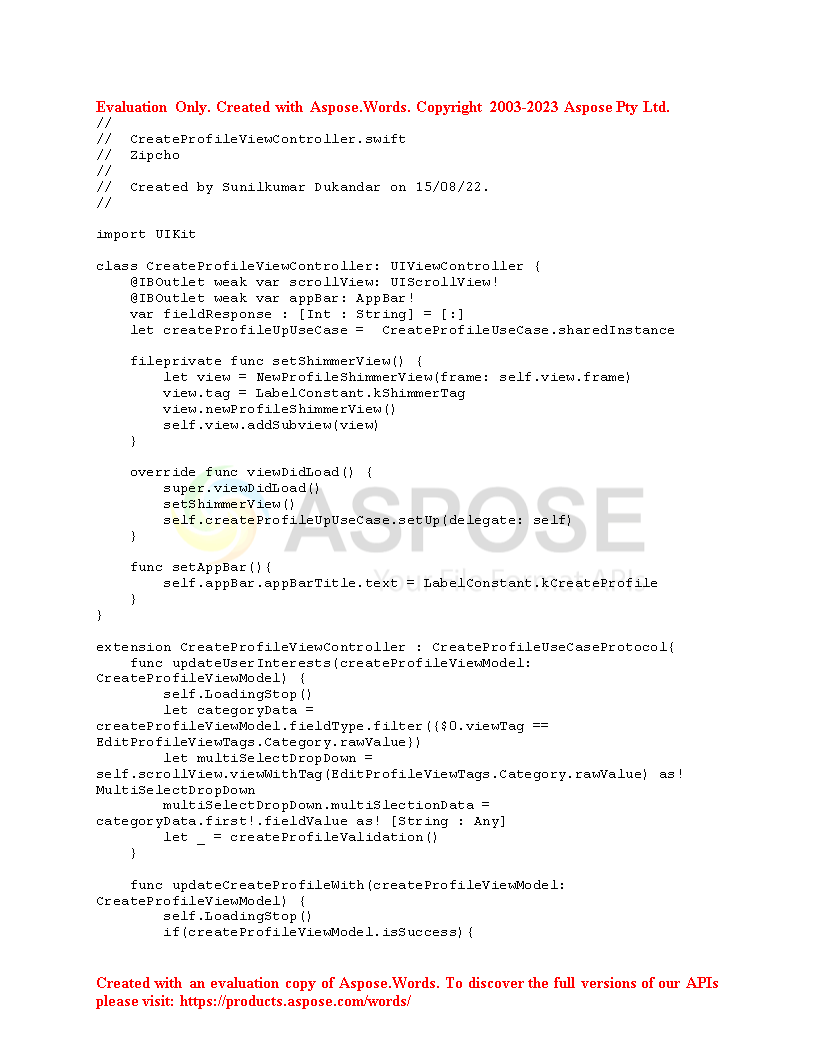 Evaluation Only. Created with Aspose.Words. Copyright 2003-2023 Aspose Pty Ltd.
//
//  CreateProfileViewController.swift
//  Zipcho
//
//  Created by Sunilkumar Dukandar on 15/08/22.
//

import UIKit

class CreateProfileViewController: UIViewController {
    @IBOutlet weak var scrollView: UIScrollView!
    @IBOutlet weak var appBar: AppBar!
    var fieldResponse : [Int : String] = [:]
    let createProfileUpUseCase =  CreateProfileUseCase.sharedInstance

    fileprivate func setShimmerView() {
        let view = NewProfileShimmerView(frame: self.view.frame)
        view.tag = LabelConstant.kShimmerTag
        view.newProfileShimmerView()
        self.view.addSubview(view)
    }

    override func viewDidLoad() {
        super.viewDidLoad()
        setShimmerView()
        self.createProfileUpUseCase.setUp(delegate: self)
    }
ASPOSE

    func setAppBar(){
        self.appBar.appBarTitle.text = LabelConstant.kCreateProfile
Your File Format APIs
    }
}

extension CreateProfileViewController : CreateProfileUseCaseProtocol{
    func updateUserInterests(createProfileViewModel:
CreateProfileViewModel) {
        self.LoadingStop()
        let categoryData =
createProfileViewModel.fieldType.filter({$0.viewTag ==
EditProfileViewTags.Category.rawValue})
        let multiSelectDropDown =
self.scrollView.viewWithTag(EditProfileViewTags.Category.rawValue) as!
MultiSelectDropDown
        multiSelectDropDown.multiSlectionData =
categoryData.first!.fieldValue as! [String : Any]
        let _ = createProfileValidation()
    }

    func updateCreateProfileWith(createProfileViewModel:
CreateProfileViewModel) {
        self.LoadingStop()
        if(createProfileViewModel.isSuccess){

Created with an evaluation copy of Aspose.Words. To discover the full versions of our APIs
please visit: https://products.aspose.com/words/